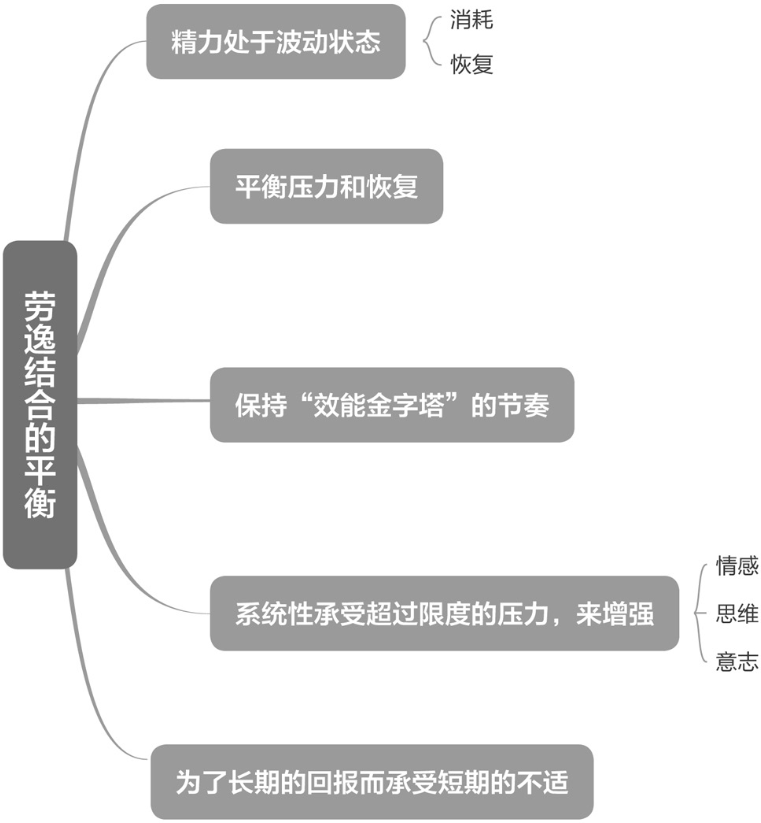 劳逸结合的平衡
精力处于波动状态
消耗
恢复
平衡压力和恢复
保持“效能金字塔”的节奏
系统性承受超过限度的压力，来增强
情感
思维
意志
为了长期的回报而承受短期的不适